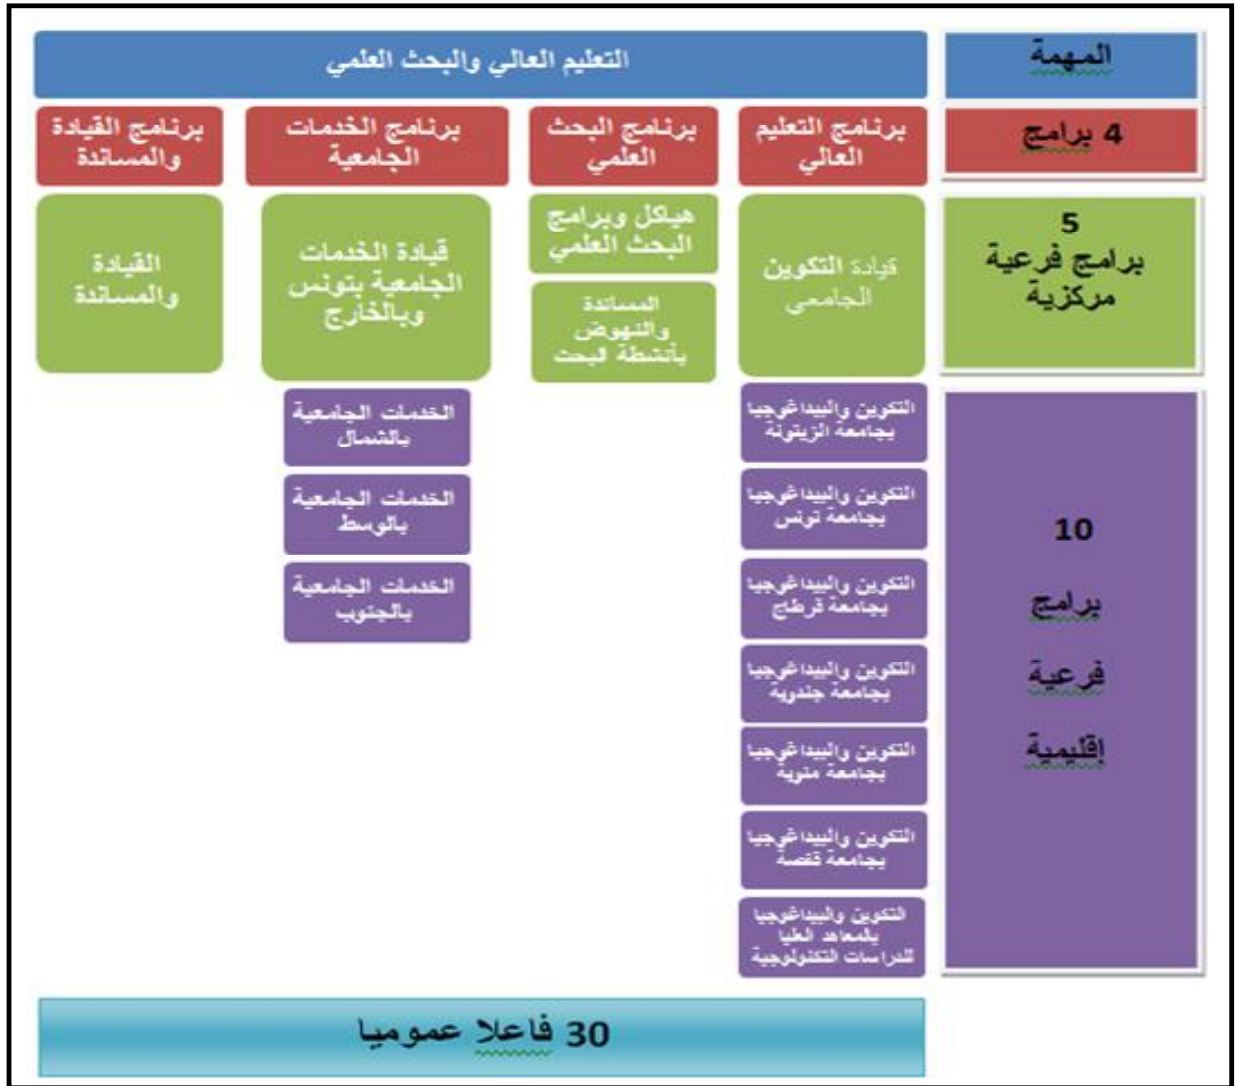 المهمة
التعليم العالي والبحث العلمي
4 برامج
برنامج التعليم
العالي
برنامج البحث
العلمي
برنامج الخدمات
الجامعية
برنامج القيادة
والمساندة
5
برامج فرعية
مركزية
قيادة التكوين
الجامعي
هياكل وبرامج
البحث العلمي
المساندة
والنهوض
بأنشطة البحث
قيادة الخدمات
الجامعية بتونس
وبالخارج
القيادة
والمساندة
10
برامج
فرعية
إقليمية
التكوين والبيداغوجيا
بجامعة الزيتونة
التكوين والبيداغوجيا
بجامعة تونس
التكوين والبيداغوجيا
بجامعة قرطاج
التكوين والبيداغوجيا
بجامعة جندوبة
التكوين والبيداغوجيا
بجامعة منوبة
التكوين والبيداغوجيا
بجامعة قفصة
التكوين والبيداغوجيا
بالمعاهد العليا
للدراسات التكنولوجية
الخدمات الجامعية
بالشمال
الخدمات الجامعية
بالوسط
الخدمات الجامعية
بالجنوب
30 فاعلا عموميا